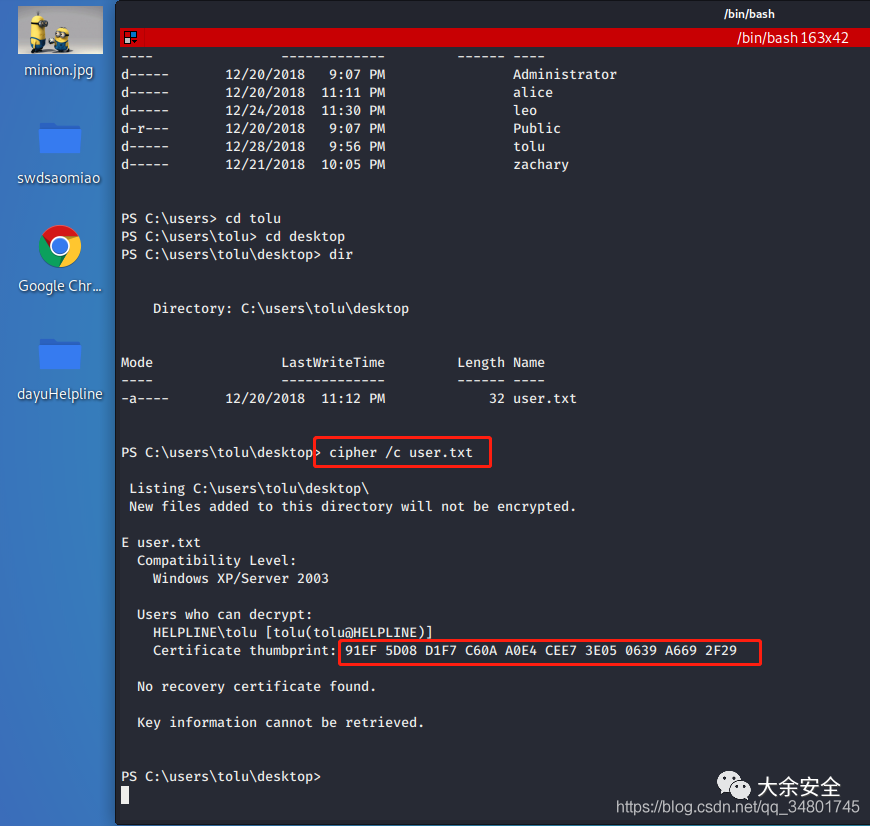 minion.jpg
swdsaomiao
Google Chr...
dayuHelpline
/bin/bash
/bin/bash 163x42
---- ------------- ------ ----
d----- 12/20/2018 9:07 PM Administrator
d----- 12/20/2018 11:11 PM alice
d----- 12/24/2018 11:30 PM leo
d-r--- 12/20/2018 9:07 PM Public
d----- 12/28/2018 9:56 PM tolu
d----- 12/21/2018 10:05 PM zachary
PS C:\users> cd tolu
PS C:\users\tolu> cd desktop
PS C:\users\tolu\desktop> dir
Directory: C:\users\tolu\desktop
Mode LastWriteTime Length Name
---- ------------- ------ ----
-a---- 12/20/2018 11:12 PM 32 user.txt
PS C:\users\tolu\desktop> cipher /c user.txt
Listing C:\users\tolu\desktop\
New files added to this directory will not be encrypted.
E user.txt
Compatibility Level:
Windows XP/Server 2003
Users who can decrypt:
HELPLINE\tolu [tolu(tolu@HELPLINE)]
Certificate thumbprint: 91EF 5D08 D1F7 C60A A0E4 CEE7 3E05 0639 A669 2F29
No recovery certificate found.
Key information cannot be retrieved.
PS C:\users\tolu\desktop>
大余安全
https://blog.csdn.net/qq_34801745